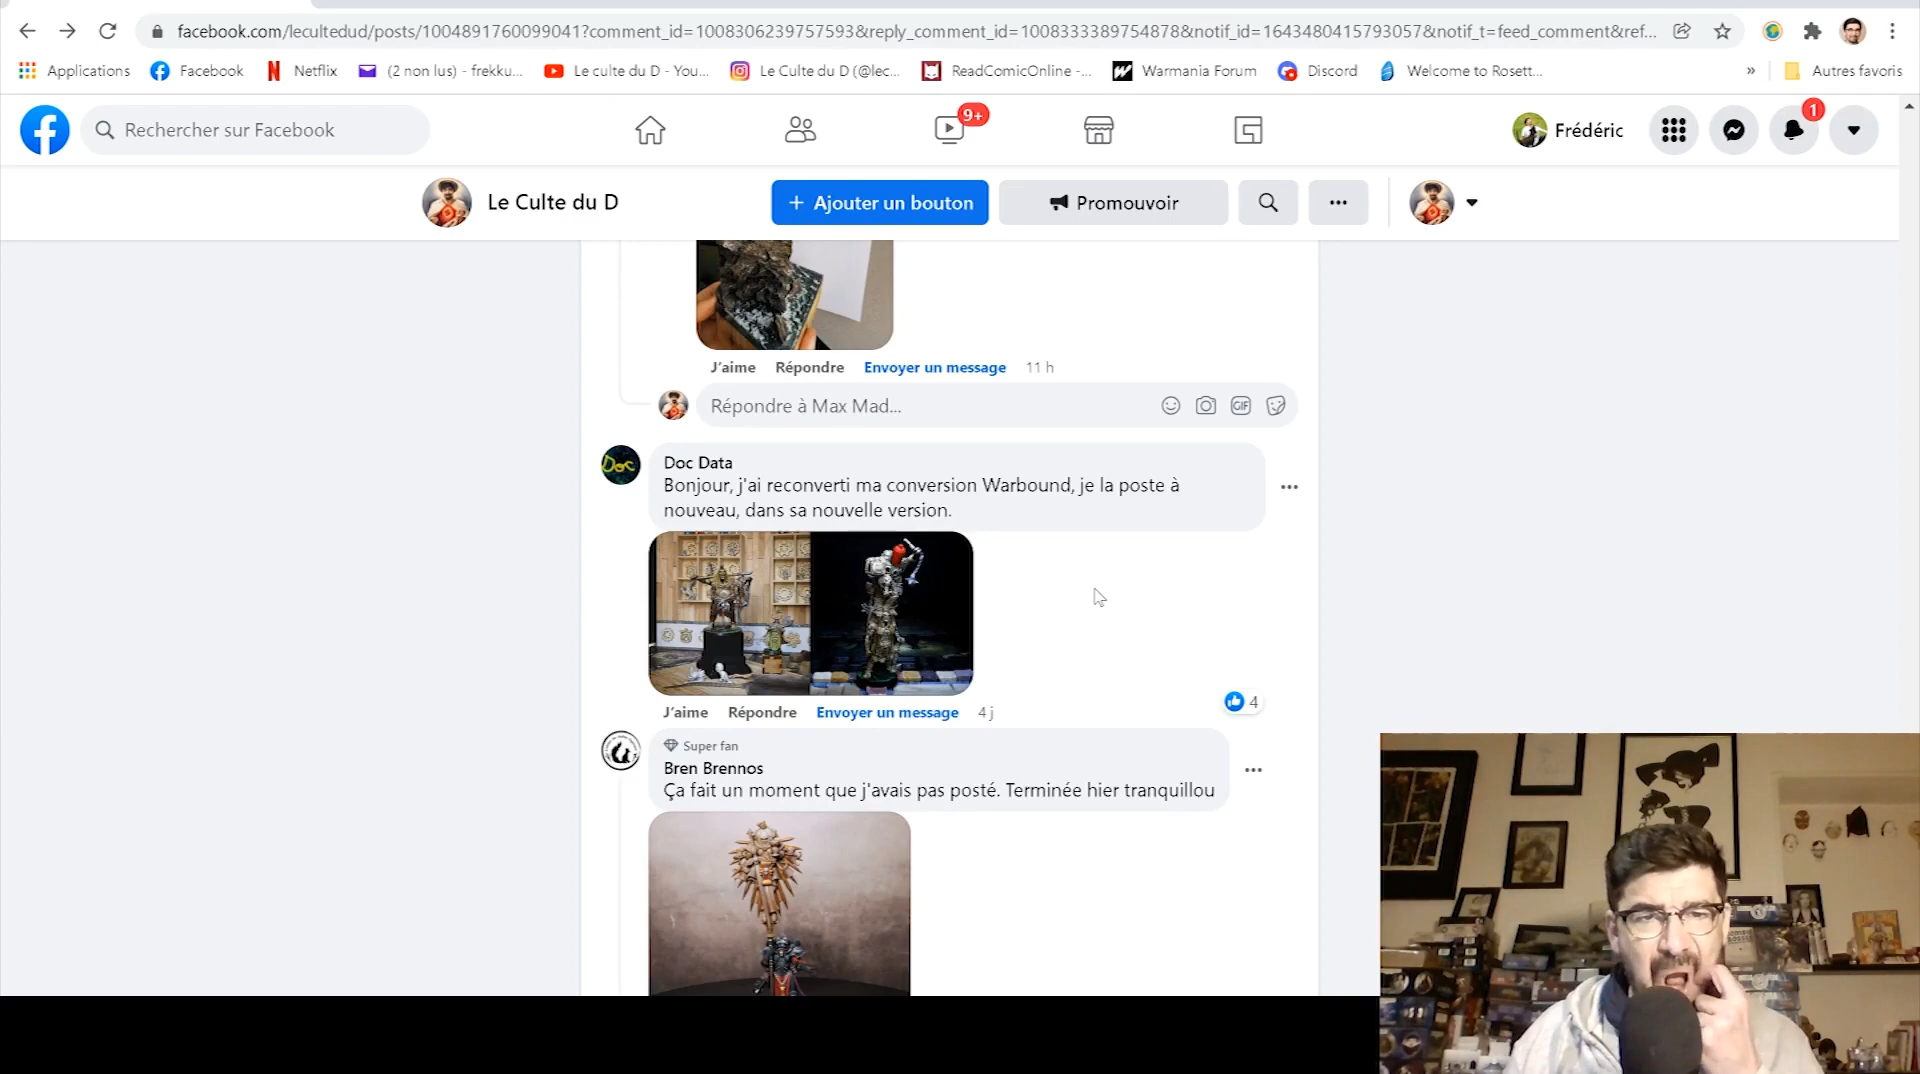 facebook.com/lecultedud/posts/1004891760099041?comment_id=1008306239757593&reply_comment_id=1008333389754878&notif_id=1643480415793057&notif_t=feed_comment&ref...
Applications
Facebook
Netflix
(2 non lus) - frekku...
Le culte du D - You...
Le Culte du D (@lec...
ReadComicOnline -...
Warmania Forum
Discord
Welcome to Rosett...
»
Autres favoris
Rechercher sur Facebook
9+
Frédéric
1
Le Culte du D
+ Ajouter un bouton
Promouvoir
J'aime Répondre Envoyer un message 11 h
Répondre à Max Mad...
GIF
Doc
Doc Data
Bonjour, j'ai reconverti ma conversion Warbound, je la poste à
nouveau, dans sa nouvelle version.
4
J'aime Répondre Envoyer un message 4 j
Super fan
Bren Brennos
Ça fait un moment que j'avais pas posté. Terminée hier tranquillou